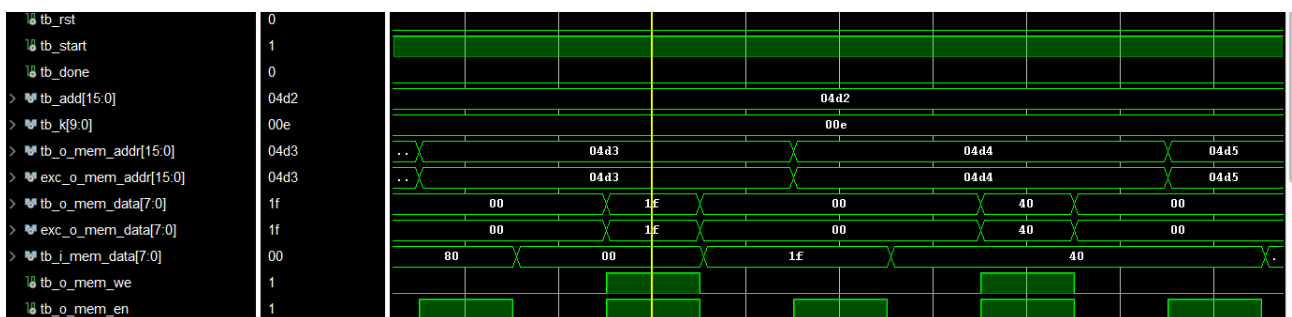 tb_rst 0
tb_start 1
tb_done 0
tb_add[15:0] 04d2 04d2
tb_k[9:0] 00e 00e
tb_o_mem_addr[15:0] 04d3 .. 04d3 04d4 04d5
exc_o_mem_addr[15:0] 04d3 .. 04d3 04d4 04d5
tb_o_mem_data[7:0] 1f 00 1f 00 40 00
exc_o_mem_data[7:0] 1f 00 1f 00 40 00
tb_i_mem_data[7:0] 00 80 00 1f 40 .
tb_o_mem_we 1
tb_o_mem_en 1